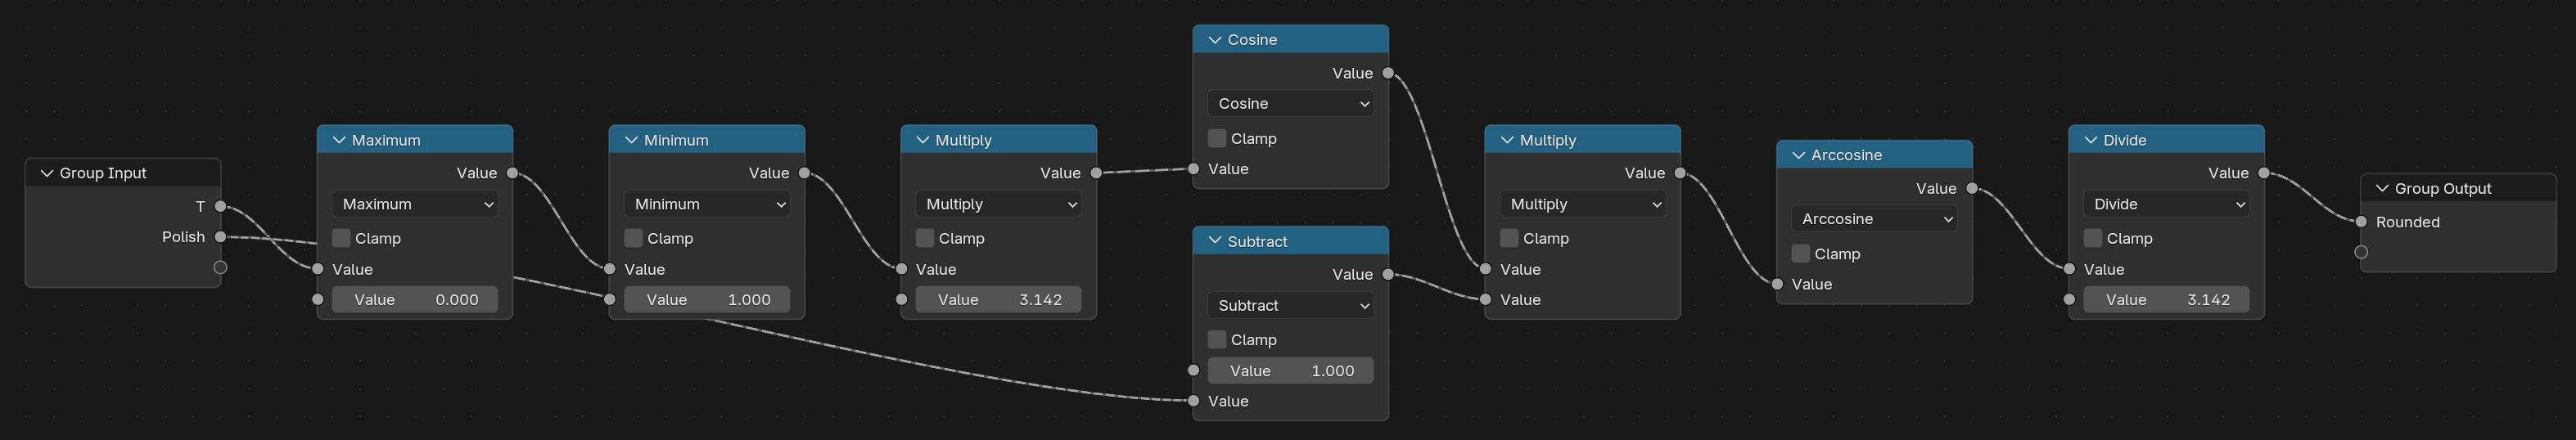 Group Input
T
Polish
Maximum
Value
Maximum
Clamp
Value
Value 0.000
Minimum
Value
Minimum
Clamp
Value
Value 1.000
Multiply
Value
Multiply
Clamp
Value
Value 3.142
Cosine
Value
Cosine
Clamp
Value
Subtract
Value
Subtract
Clamp
Value 1.000
Value
Multiply
Value
Multiply
Clamp
Value
Value
Arccosine
Value
Arccosine
Clamp
Value
Divide
Value
Divide
Clamp
Value
Value 3.142
Group Output
Rounded